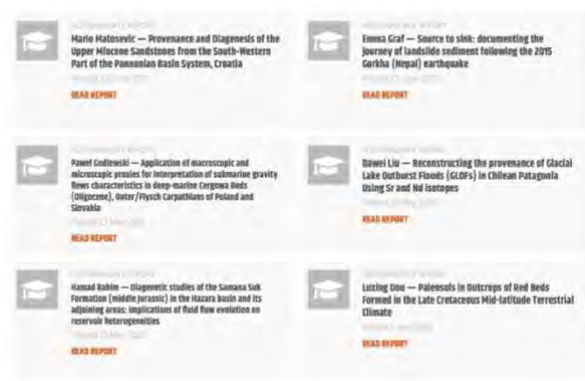 Mario Matosevic — Provenance and Diagenesis of the
Upper Miocene Sandstones from the South-Western
Part of the Pannonian Basin System, Croatia
READ REPORT
Emma Graf — Source to sink: documenting the
journey of landslide sediment following the 2015
Gorkha (Nepal) earthquake
READ REPORT
Pawel Godlewski — Application of macroscopic and
microscopic proxies for interpretation of submarine gravity
flows characteristics in deep-marine Cergowa Beds
(Oligocene), Outer/Flysch Carpathians of Poland and
Slovakia
READ REPORT
Dawei Liu — Reconstructing the provenance of Glacial
Lake Outburst Floods (GLOFs) in Chilean Patagonia
Using Sr and Nd isotopes
READ REPORT
Hamad Rahim — Diagenetic studies of the Samana Suk
Formation (middle Jurassic) in the Hazara basin and its
adjoining areas: implications of fluid flow evolution on
reservoir heterogeneities
READ REPORT
Luzing Dou — Paleosols in Outcrops of Red Beds
Formed in the Late Cretaceous Mid-latitude Terrestrial
Climate
READ REPORT